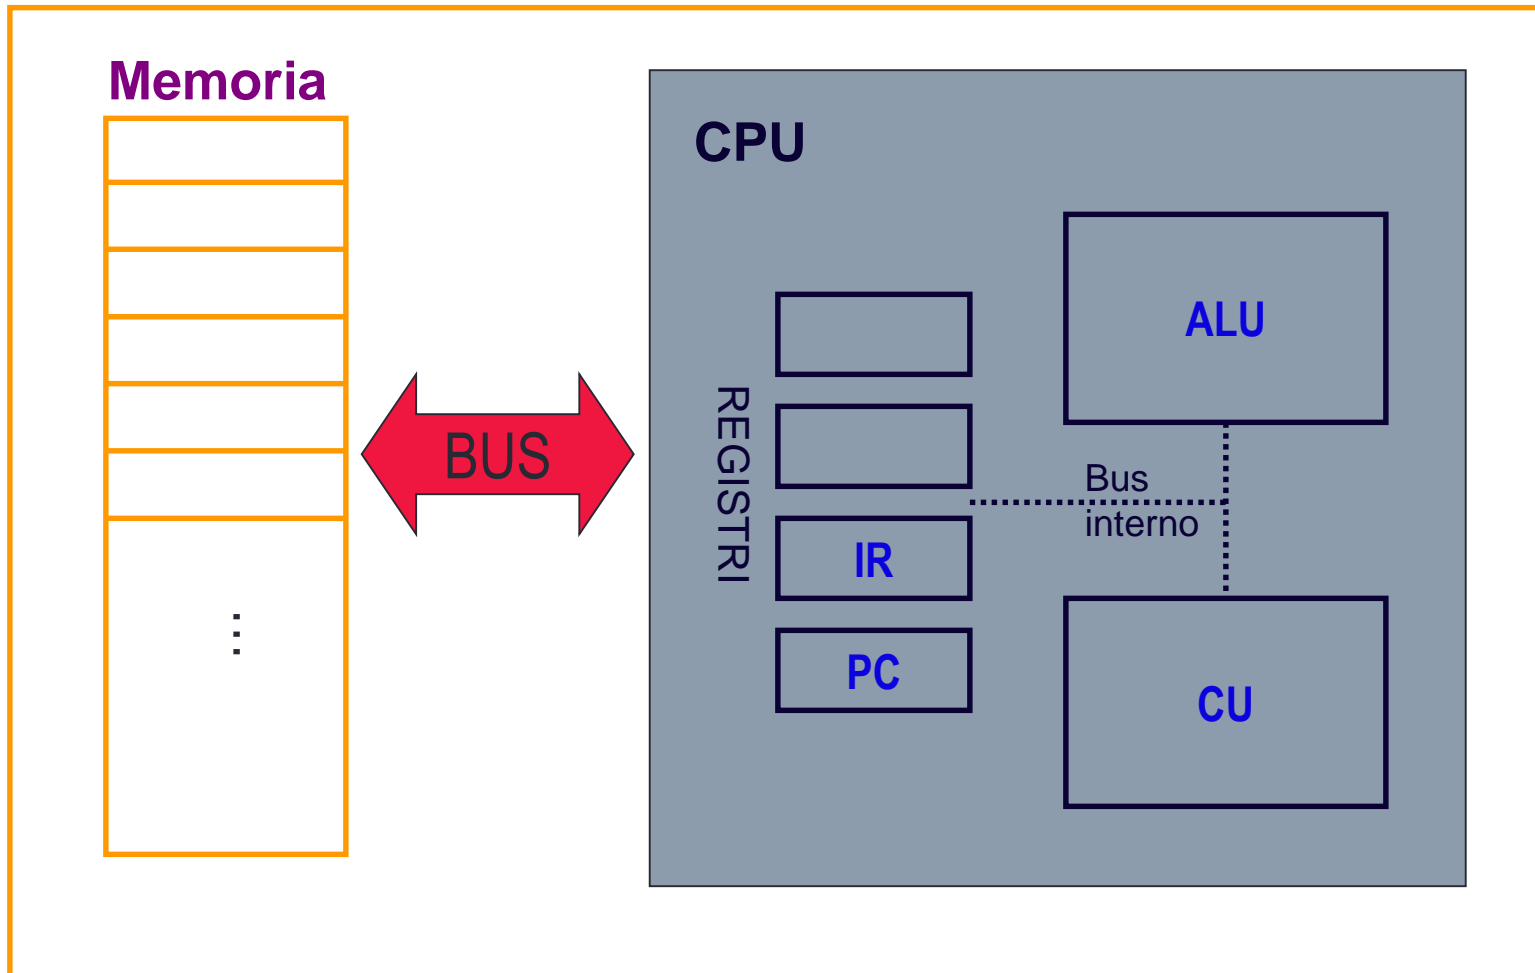 Memoria
CPU
ALU
REGISTRI
BUS
Bus
interno
IR
PC
CU